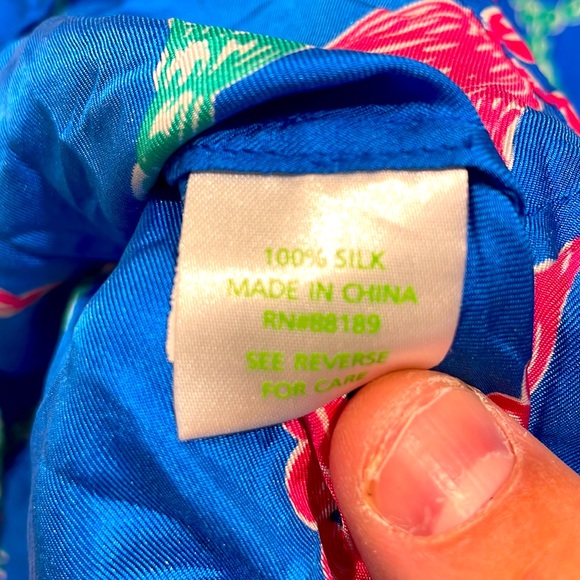 100% SILK
MADE IN CHINA
RN#88189
SEE REVERSE
FOR CARE